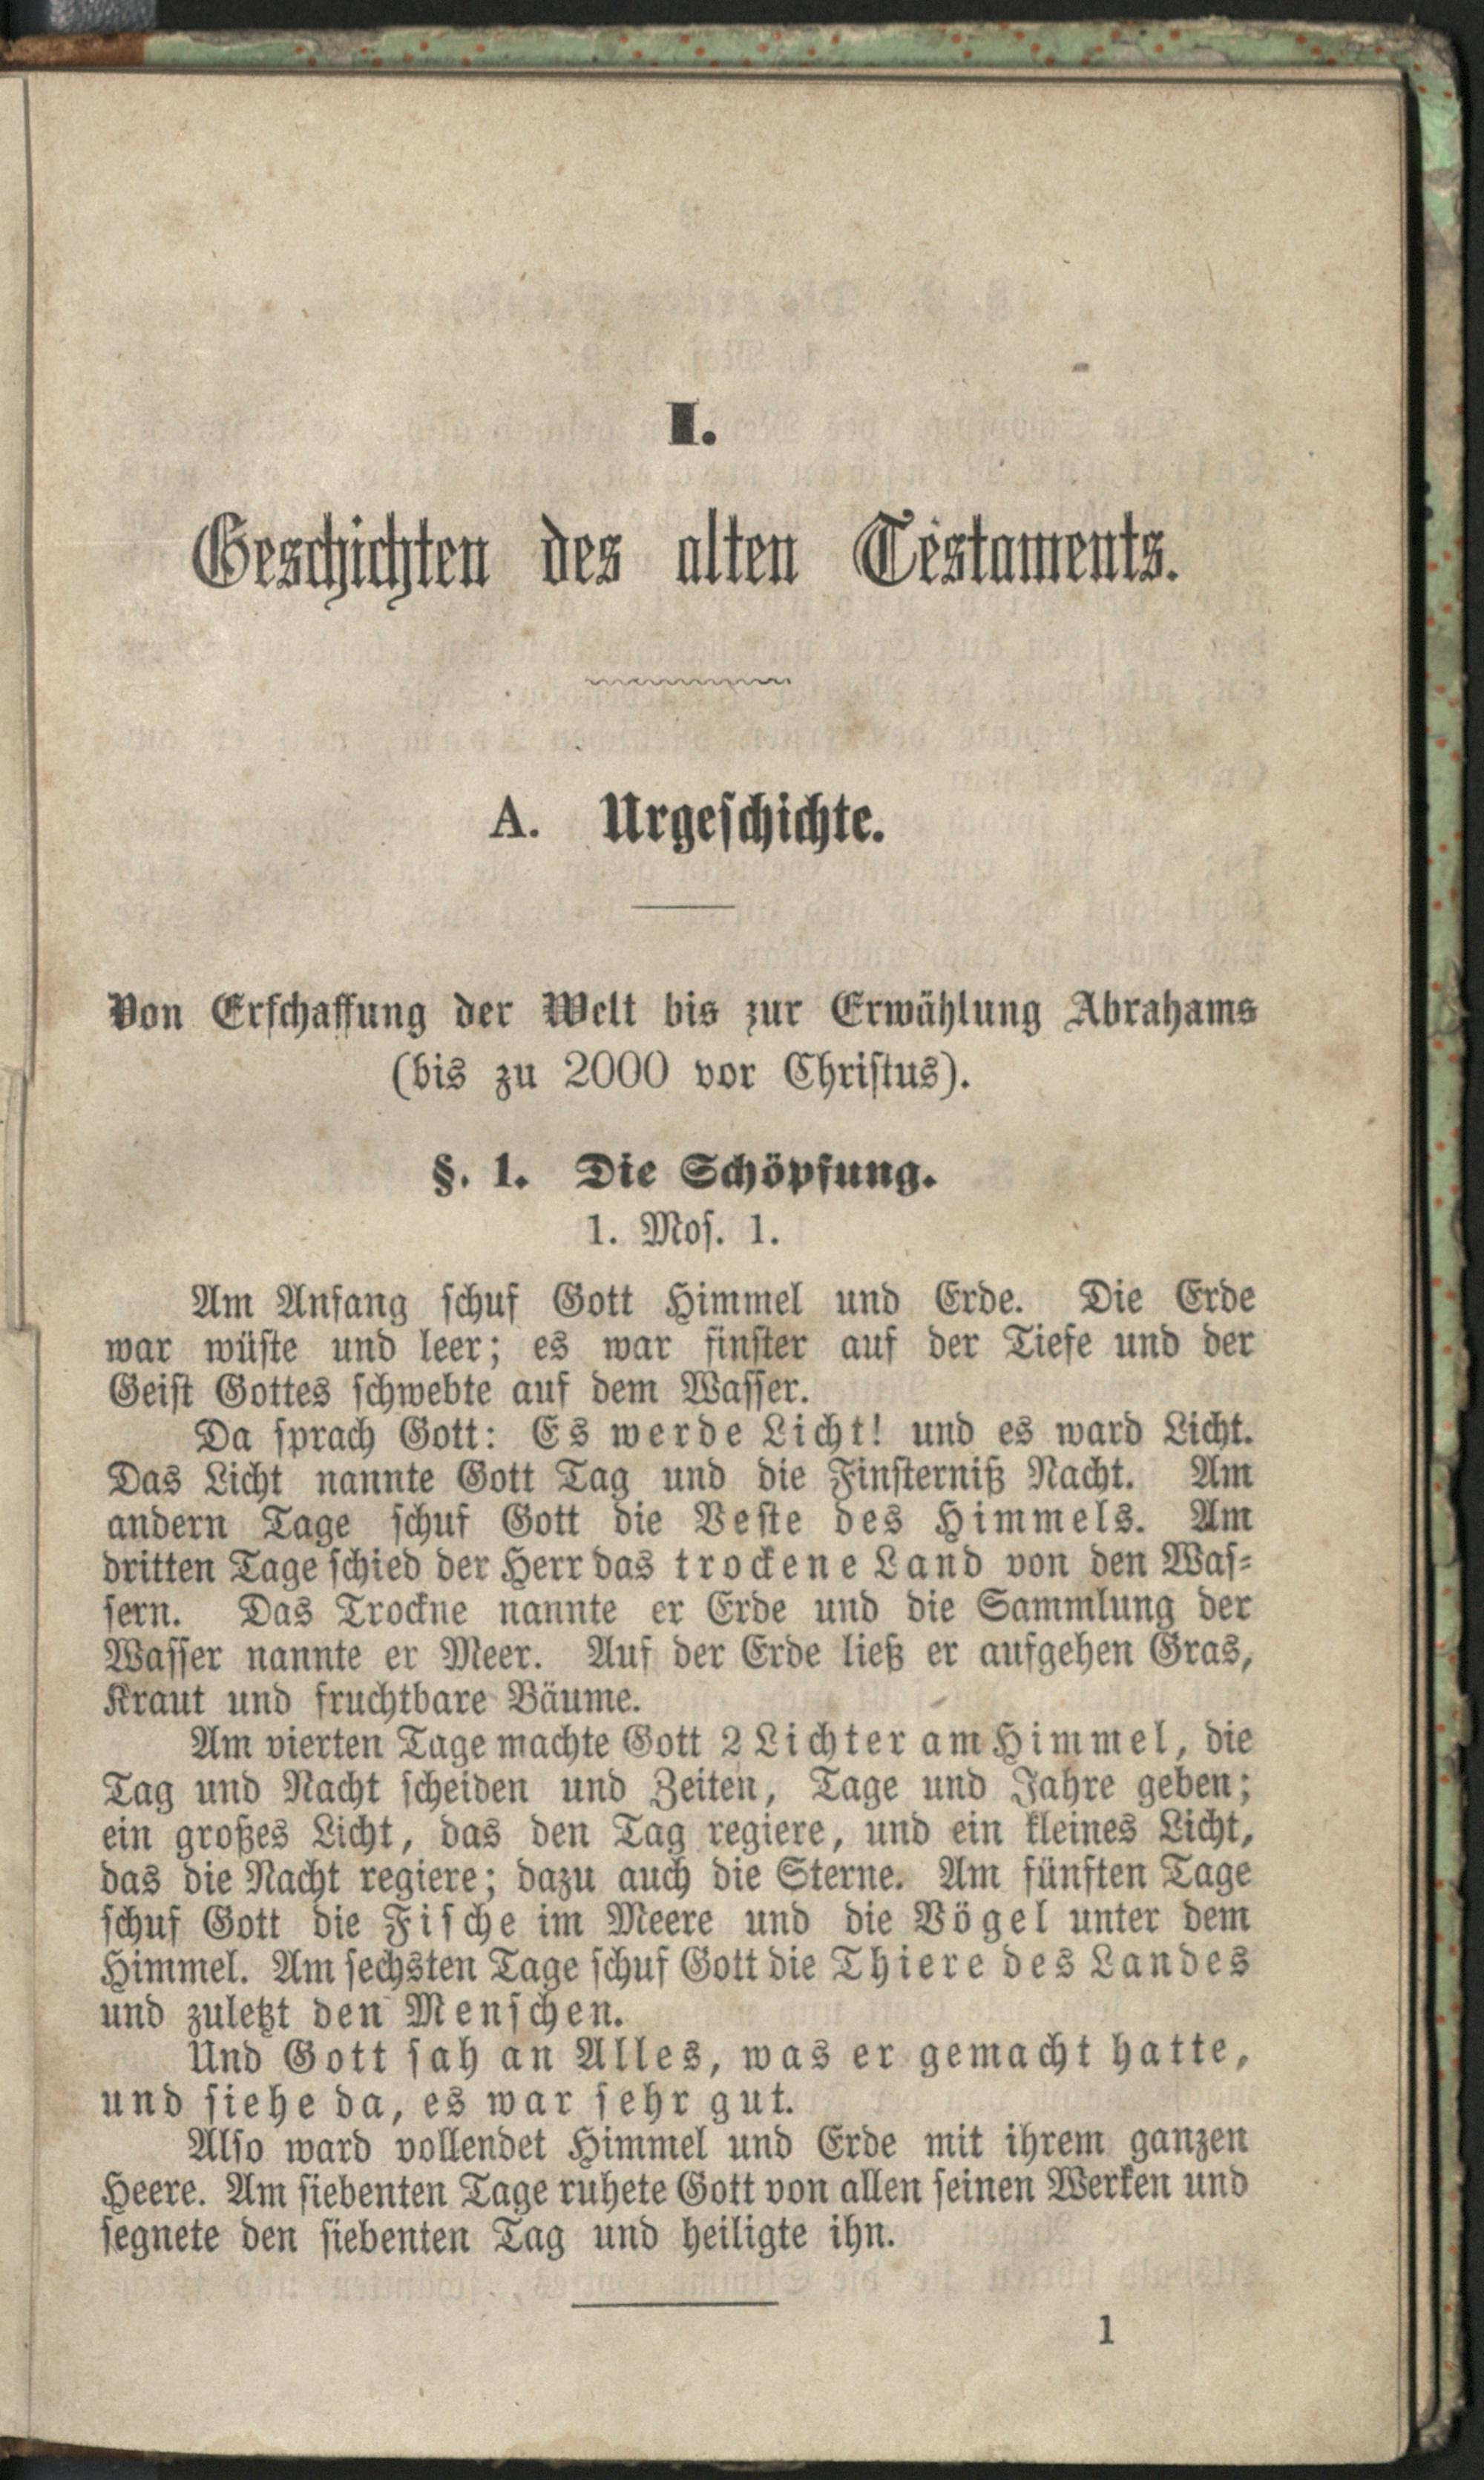 I.
Geschichten des alten Testaments.
A. Urgeschichte.
Von Erschaffung der Welt bis zur Erwählung Abrahams
(bis zu 2000 vor Christus).
§. 1. Die Schöpfung.
1. Mos. 1.
Am Anfang schuf Gott Himmel und Erde. Die Erde
war wüste und leer; es war finster auf der Tiefe und der
Geist Gottes schwebte auf dem Wasser.
Da sprach Gott: Es werde Licht! und es ward Licht.
Das Licht nannte Gott Tag und die Finsterniß Nacht. Am
andern Tage schuf Gott die Veste des Himmels. Am
dritten Tage schied der Herr das trockene Land von den Was-
sern. Das Trockne nannte er Erde und die Sammlung der
Wasser nannte er Meer. Auf der Erde ließ er aufgehen Gras,
Kraut und fruchtbare Bäume.
Am vierten Tage machte Gott 2 Lichter am Himmel, die
Tag und Nacht scheiden und Zeiten, Tage und Jahre geben;
ein großes Licht, das den Tag regiere, und ein kleines Licht,
das die Nacht regiere; dazu auch die Sterne. Am fünften Tage
schuf Gott die Fische im Meere und die Vögel unter dem
Himmel. Am sechsten Tage schuf Gott die Thiere des Landes
und zuletzt den Menschen.
Und Gott sah an Alles, was er gemacht hatte,
und siehe da, es war sehr gut.
Also ward vollendet Himmel und Erde mit ihrem ganzen
Heere. Am siebenten Tage ruhete Gott von allen seinen Werken und
segnete den siebenten Tag und heiligte ihn.
1